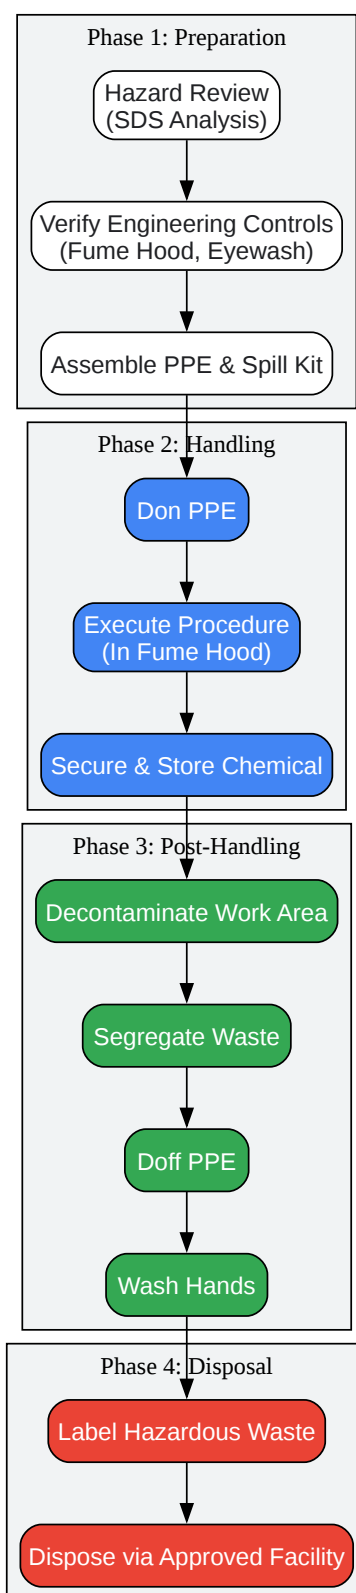 Phase 1: Preparation
Hazard Review
(SDS Analysis)
Verify Engineering Controls
(Fume Hood, Eyewash)
Assemble PPE & Spill Kit
Phase 2: Handling
Don PPE
Execute Procedure
(In Fume Hood)
Secure & Store Chemical
Phase 3: Post-Handling
Decontaminate Work Area
Segregate Waste
Doff PPE
Wash Hands
Phase 4: Disposal
Label Hazardous Waste
Dispose via Approved Facility